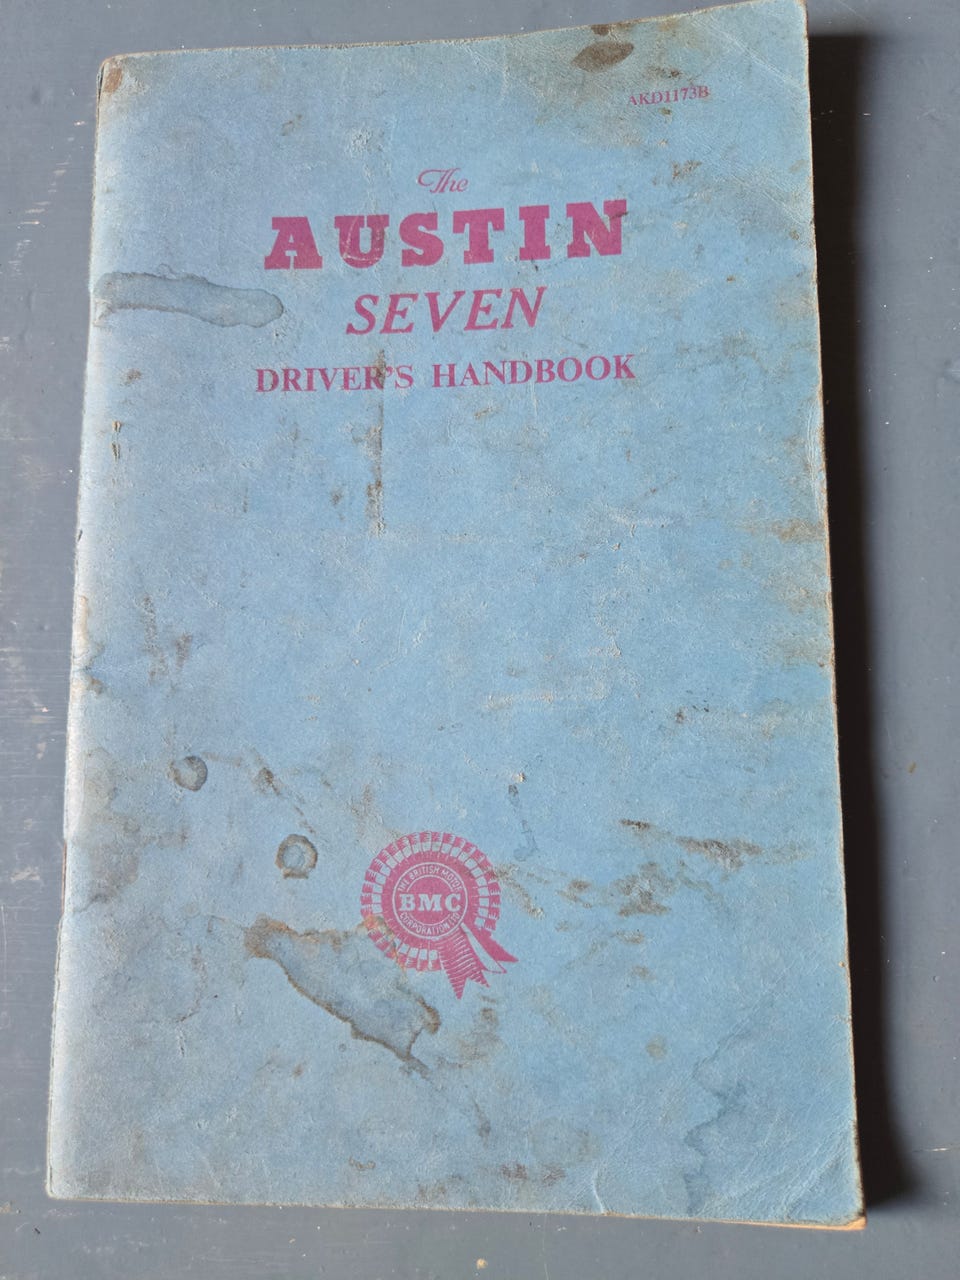 AKD1173B
The
AUSTIN
SEVEN
DRIVER'S HANDBOOK
THE BRITISH MOTOR
BMC
CORPORATION LTD